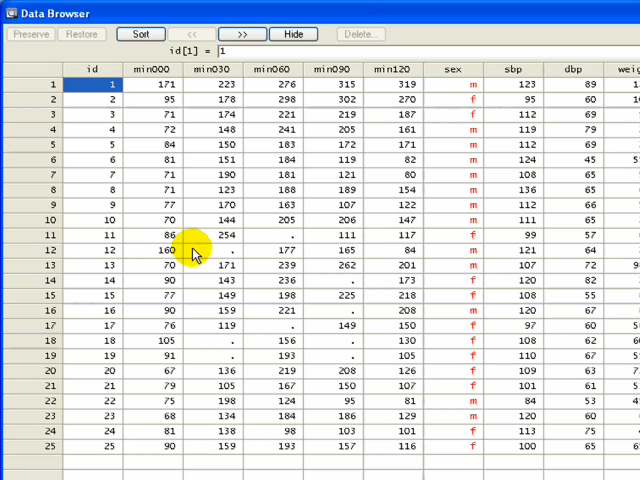 Data Browser
Preserve Restore Sort << >> Hide Delete...
id[1] = 1
id min000 min030 min060 min090 min120 sex sbp dbp
1 1 171 223 276 315 319 m 123 89
2 2 95 178 298 302 270 f 95 60
3 3 71 174 221 219 187 f 112 69
4 4 72 148 241 205 161 m 119 79
5 5 84 150 183 172 171 m 112 69
6 6 81 151 184 119 82 m 124 45
7 7 71 190 181 121 80 m 108 65
8 8 71 123 188 189 154 m 136 65
9 9 77 170 163 107 122 m 112 66
10 10 70 144 205 206 147 m 111 65
11 11 86 254 . 111 117 f 99 57
12 12 160 . 177 165 84 m 121 64
13 13 70 171 239 262 201 m 107 72
14 14 90 143 236 . 173 f 120 82
15 15 77 149 198 225 218 f 108 55
16 16 90 159 221 . 208 m 120 67
17 17 76 119 . 149 150 f 97 60
18 18 105 . 156 . 130 f 108 62
19 19 91 . 193 . 105 f 110 67
20 20 67 136 219 208 126 f 109 63
21 21 79 105 167 150 107 f 101 61
22 22 75 198 124 95 81 m 84 53
23 23 68 134 184 186 129 m 120 60
24 24 81 138 98 103 101 f 113 75
25 25 90 159 193 157 116 f 100 65